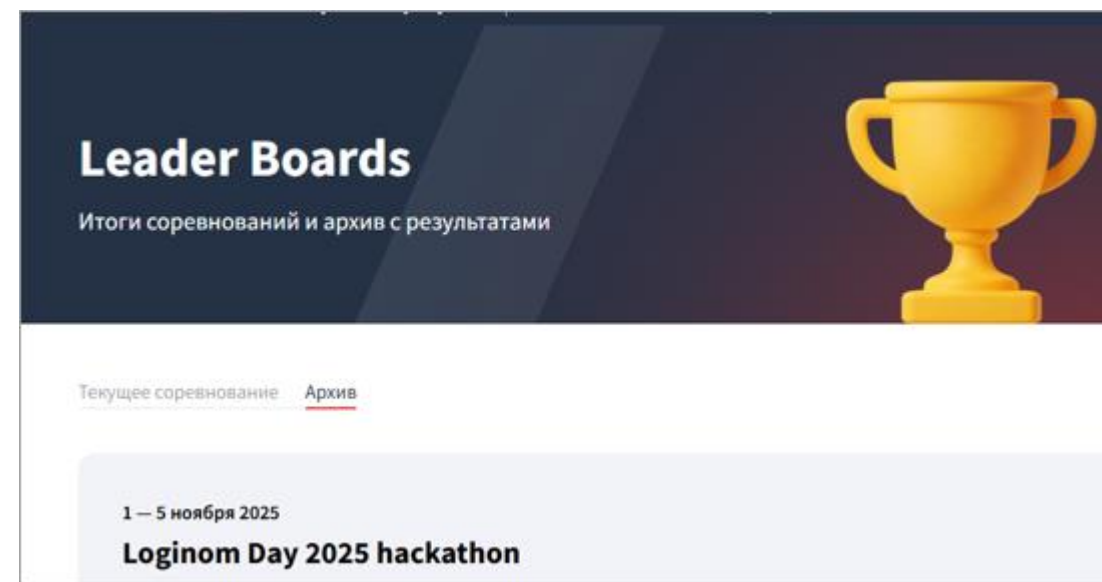 Leader Boards
Итоги соревнований и архив с результатами
Текущее соревнование Архив
1 — 5 ноября 2025
Loginom Day 2025 hackathon